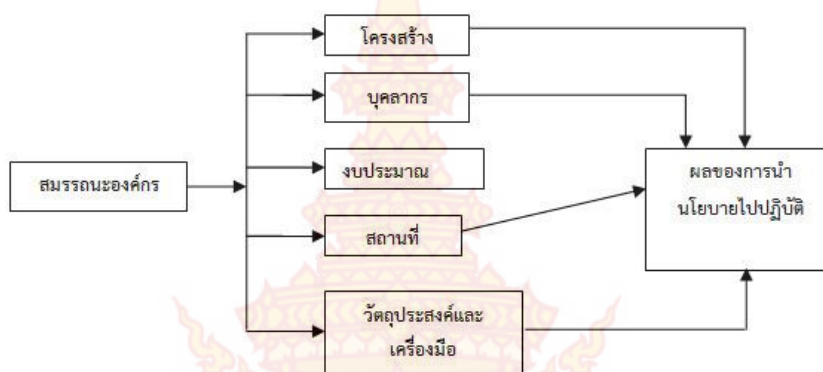 โครงสร้าง
บุคลากร
งบประมาณ
สมรรถนะองค์กร
สถานที่
วัตถุประสงค์และ
เครื่องมือ
ผลของการนำ
นโยบายไปปฏิบัติ